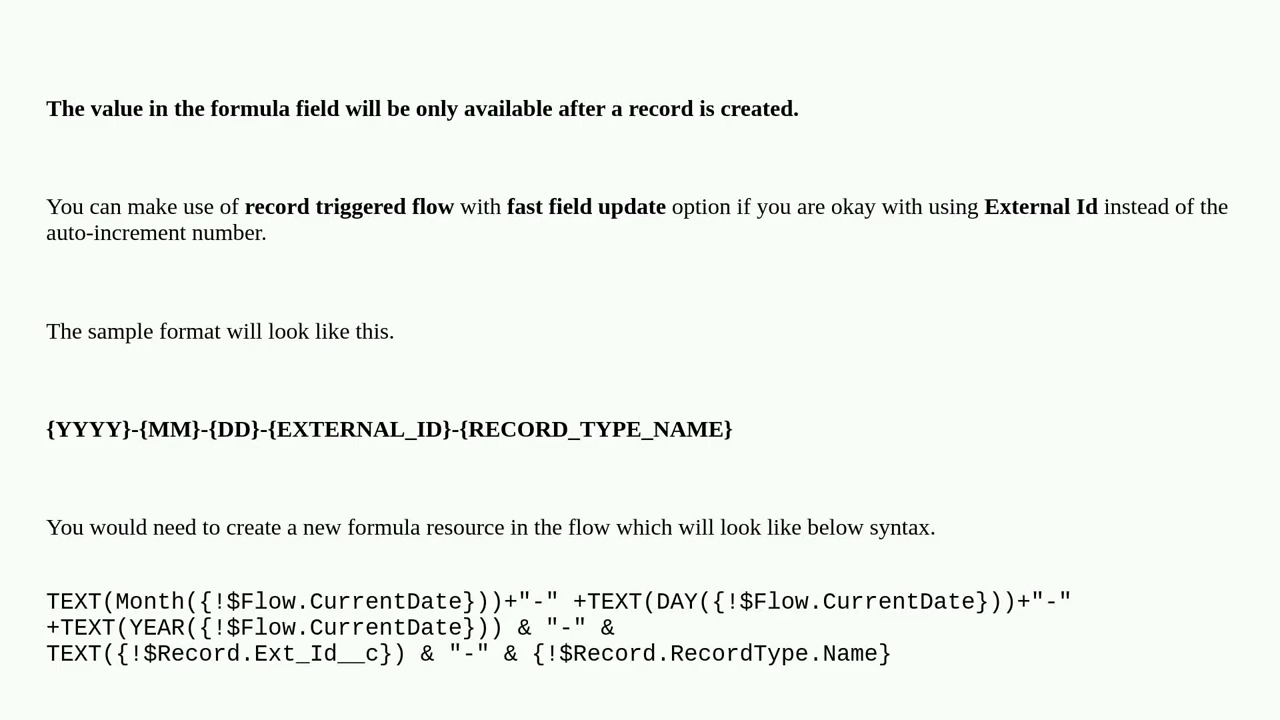 The value in the formula field will be only available after a record is created.
You can make use of record triggered flow with fast field update option if you are okay with using External Id instead of the
auto-increment number.
The sample format will look like this.
{YYYY}-{MM}-{DD}-{EXTERNAL_ID}-{RECORD_TYPE_NAME}
You would need to create a new formula resource in the flow which will look like below syntax.
TEXT(Month({!$Flow.CurrentDate}))+"-" +TEXT(DAY({!$Flow.CurrentDate}))+"-"
+TEXT(YEAR({!$Flow.CurrentDate})) & "-" &
TEXT({!$Record.Ext_Id__c}) & "-" & {!$Record.RecordType.Name}